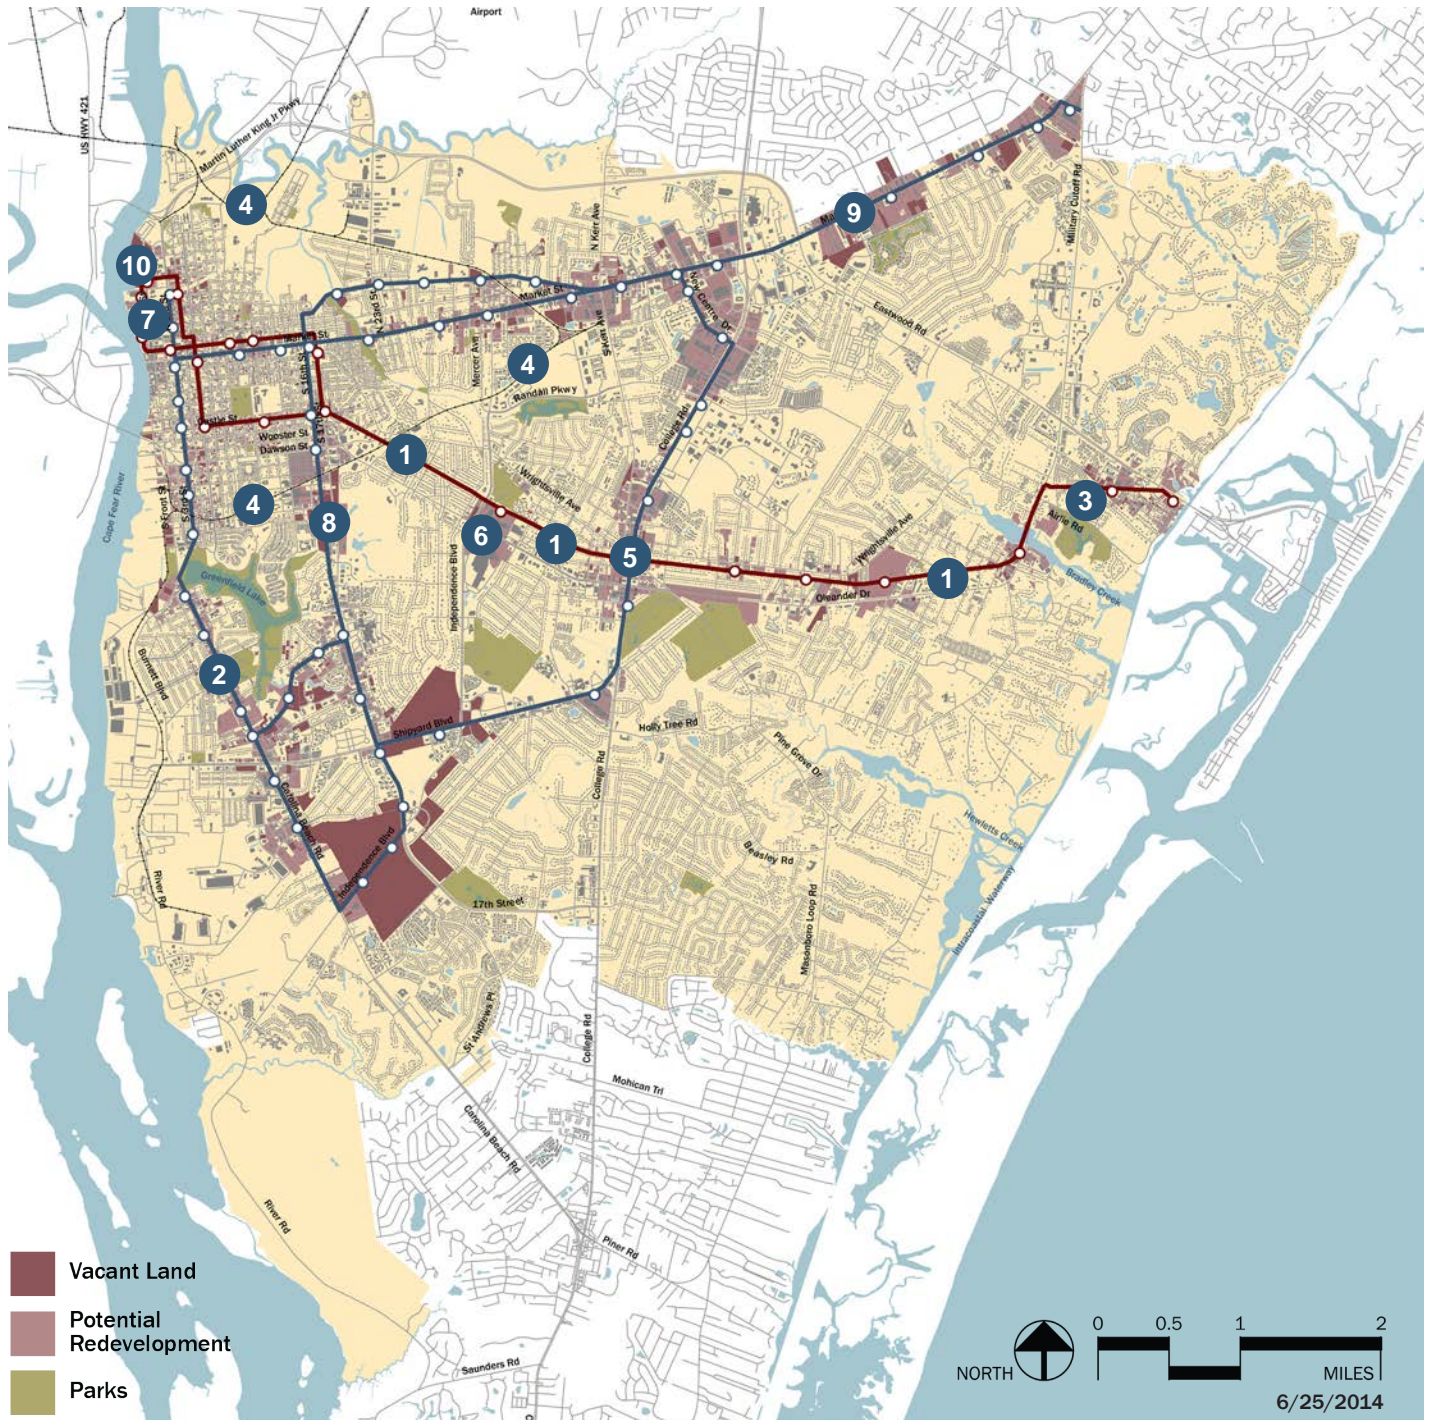 Airport
US HWY 421
Martin Luther King Jr Pkwy
4
N Kerr Ave
Military Cutoff Rd
9
10
7
N 23rd St
Market St
New Centre Dr
Eastwood Rd
Market St
S 16th St
Mercer Ave
S Kerr Ave
4
Randall Pkwy
Castle St
Wooster St
Dawson St
S 17th St
College Rd
1
Cape Fear River
S Front St
S 3rd St
4
8
Wrightsville Ave
6
1
5
Wrightsville Ave
3
Airlie Rd
Greenfield Lake
Independence Blvd
1
Oleander Dr
Bradley Creek
2
Burnett Blvd
Shipyard Blvd
Holly Tree Rd
Pine Grove Dr
College Rd
Carolina Beach Rd
Independence Blvd
Hewletts Creek
Beasley Rd
River Rd
17th Street
Masonboro Loop Rd
Intracoastal Waterway
St Andrews Pl
College Rd
Mohican Trl
Carolina Beach Rd
River Rd
Piner Rd
Saunders Rd
Vacant Land
Potential
Redevelopment
Parks
0 0.5 1 2
NORTH
MILES
6/25/2014